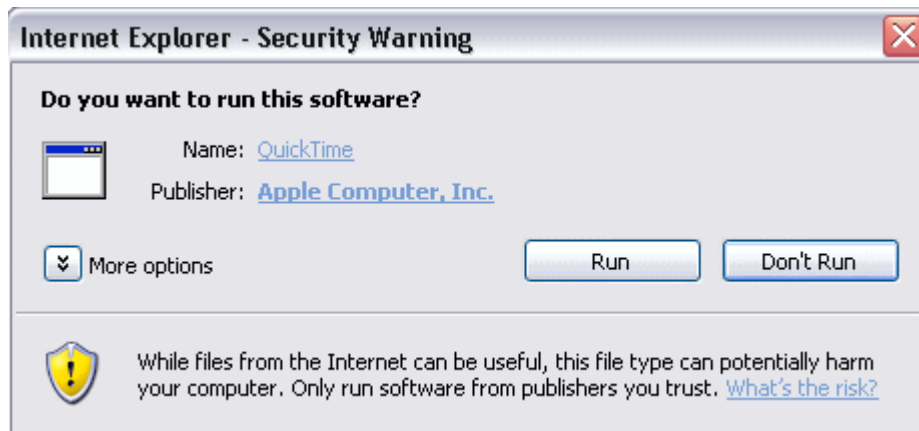 Internet Explorer - Security Warning
Do you want to run this software?
Name: QuickTime
Publisher: Apple Computer, Inc.
More options
Run
Don't Run
While files from the Internet can be useful, this file type can potentially harm
your computer. Only run software from publishers you trust. What's the risk?